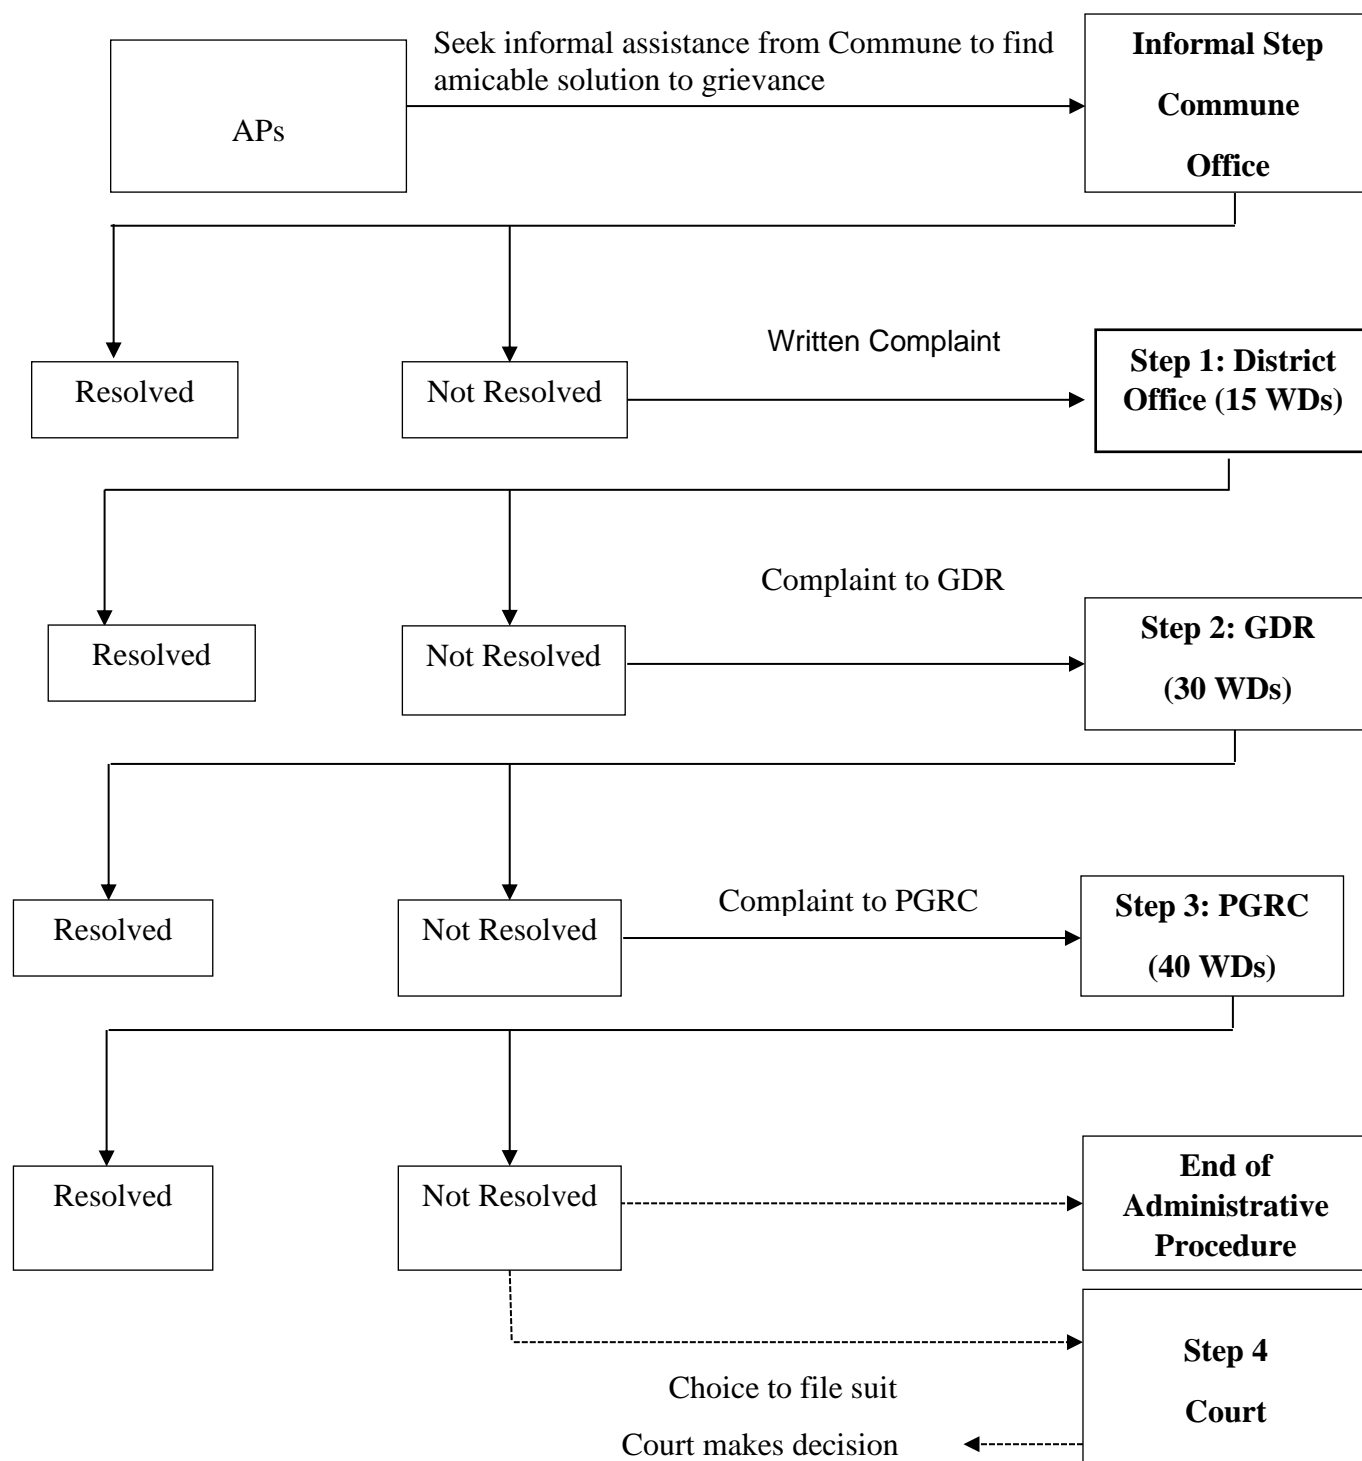 Seek informal assistance from Commune to find
amicable solution to grievance
APs
Informal Step
Commune
Office
Resolved
Not Resolved
Written Complaint
Step 1: District
Office (15 WDs)
Resolved
Not Resolved
Complaint to GDR
Step 2: GDR
(30 WDs)
Resolved
Not Resolved
Complaint to PGRC
Step 3: PGRC
(40 WDs)
Resolved
Not Resolved
End of
Administrative
Procedure
Choice to file suit
Court makes decision
Step 4
Court